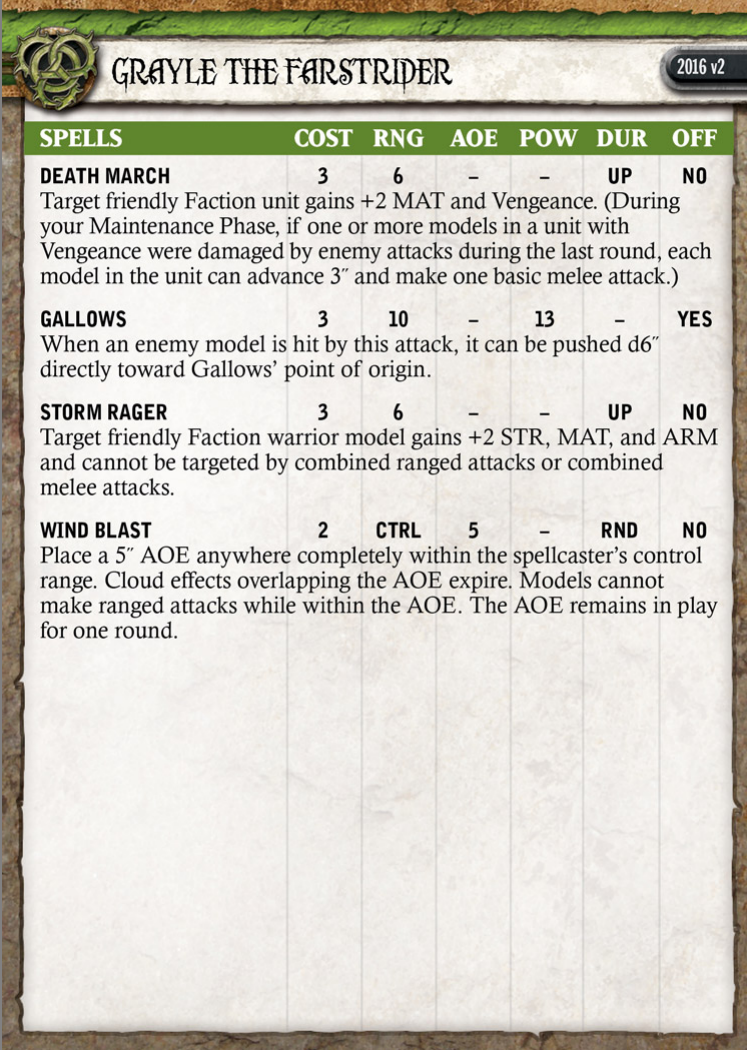 GRAYLE THE FARSTRIDER
2016 v2
SPELLS COST RNG AOE POW DUR OFF
DEATH MARCH 3 6 – – UP NO
Target friendly Faction unit gains +2 MAT and Vengeance. (During
your Maintenance Phase, if one or more models in a unit with
Vengeance were damaged by enemy attacks during the last round, each
model in the unit can advance 3˝ and make one basic melee attack.)
GALLOWS 3 10 – 13 – YES
When an enemy model is hit by this attack, it can be pushed d6˝
directly toward Gallows’ point of origin.
STORM RAGER 3 6 – – UP NO
Target friendly Faction warrior model gains +2 STR, MAT, and ARM
and cannot be targeted by combined ranged attacks or combined
melee attacks.
WIND BLAST 2 CTRL 5 – RND NO
Place a 5˝ AOE anywhere completely within the spellcaster’s control
range. Cloud effects overlapping the AOE expire. Models cannot
make ranged attacks while within the AOE. The AOE remains in play
for one round.